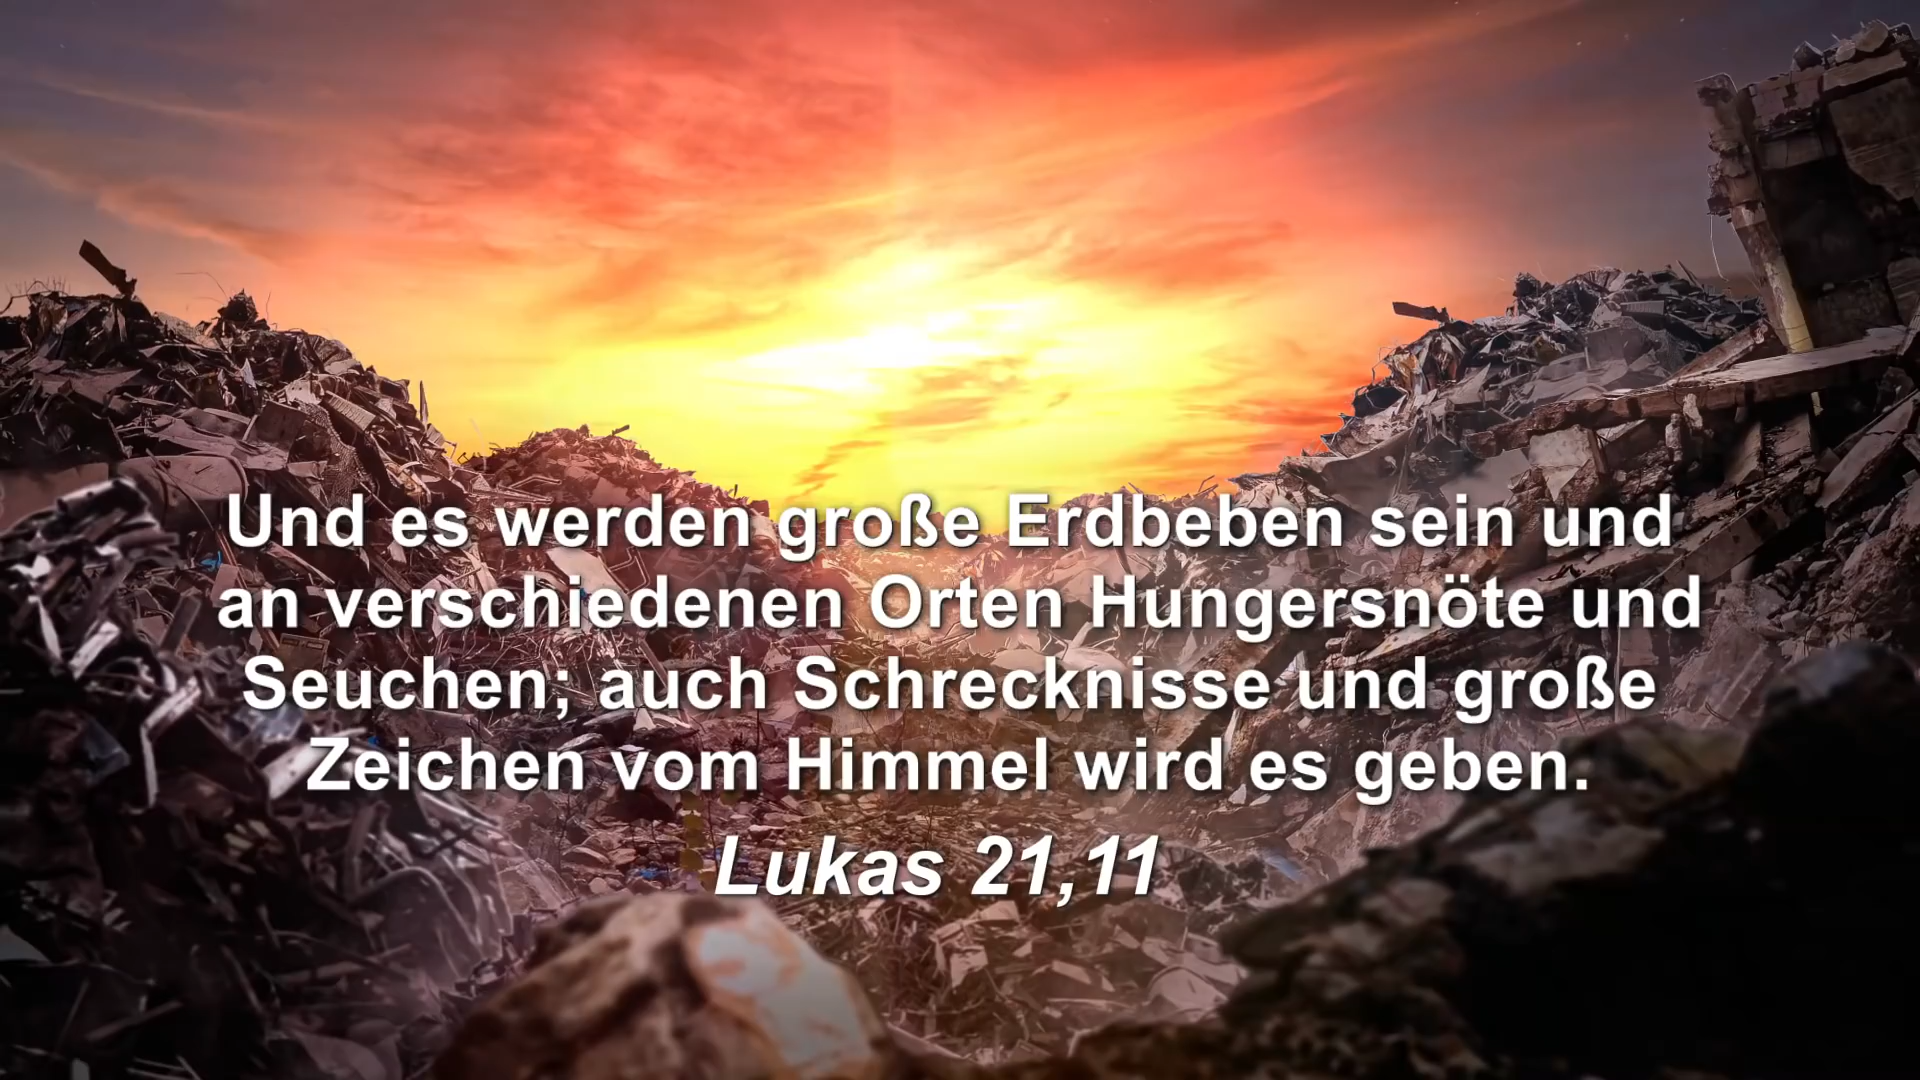 Und es werden große Erdbeben sein und
an verschiedenen Orten Hungersnöte und
Seuchen; auch Schrecknisse und große
Zeichen vom Himmel wird es geben.
Lukas 21,11